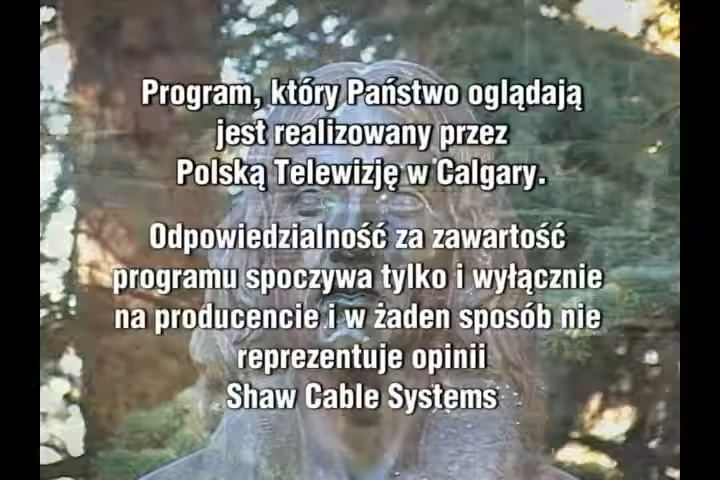 Program, który Państwo oglądają
jest realizowany przez
Polską Telewizję w Calgary.
Odpowiedzialność za zawartość
programu spoczywa tylko i wyłącznie
na producencie i w żaden sposób nie
reprezentuje opinii
Shaw Cable Systems